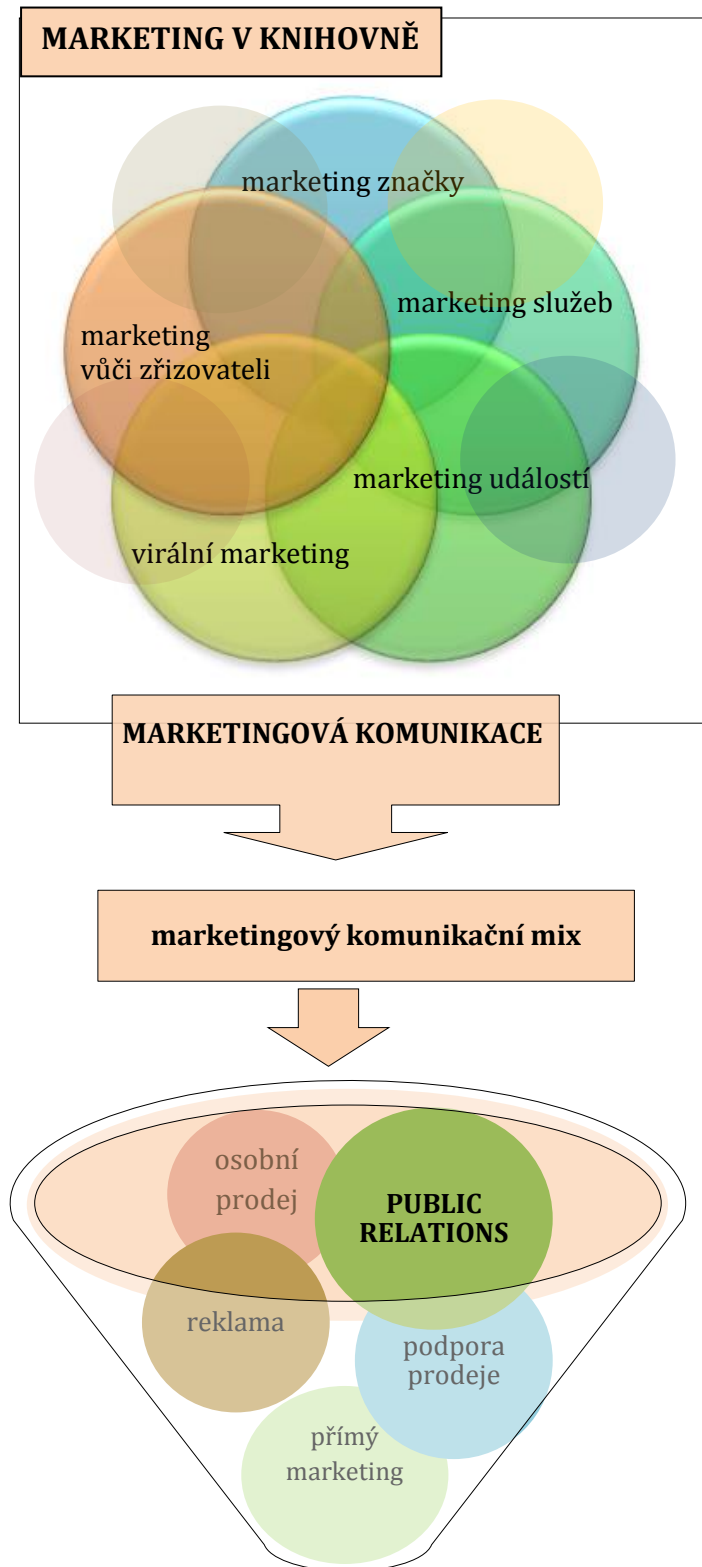 MARKETING V KNIHOVNĚ
marketing značky
marketing služeb
marketing
vůči zřizovateli
marketing událostí
virální marketing
MARKETINGOVÁ KOMUNIKACE
marketingový komunikační mix
osobní
prodej
PUBLIC
RELATIONS
reklama
podpora
prodeje
přímý
marketing